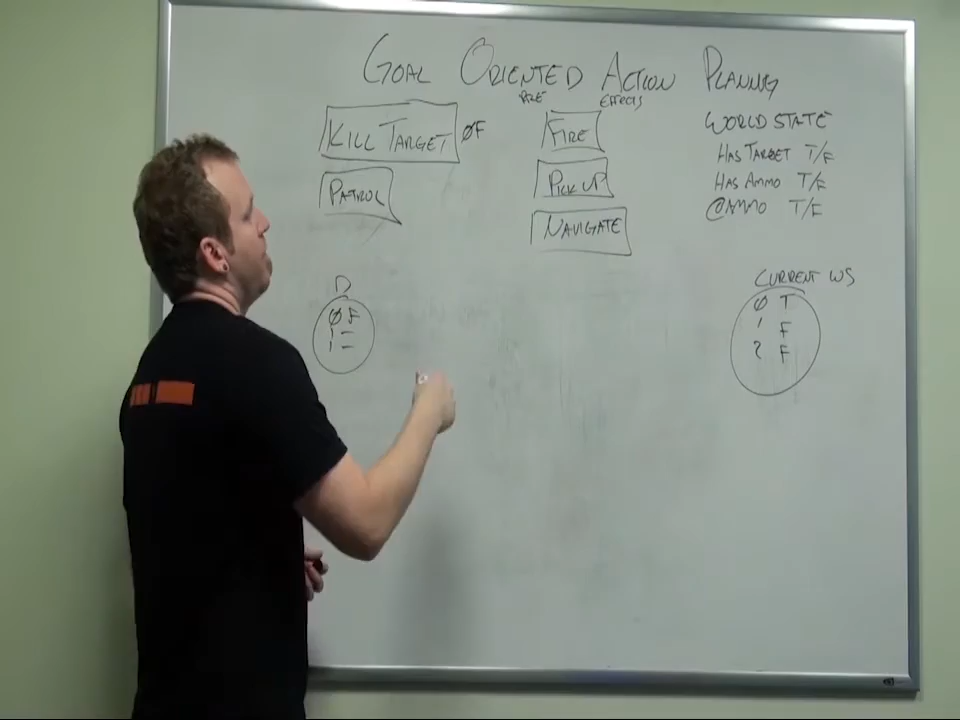 GOAL ORIENTED ACTION PLANNING
PRE EFFECTS
KILL TARGET ØF
PATROL
FIRE
PICK UP
NAVIGATE
WORLD STATE
HAS TARGET T/F
HAS AMMO T/F
@AMMO T/F
D
Ø F
CURRENT WS
Ø T
1 F
2 F